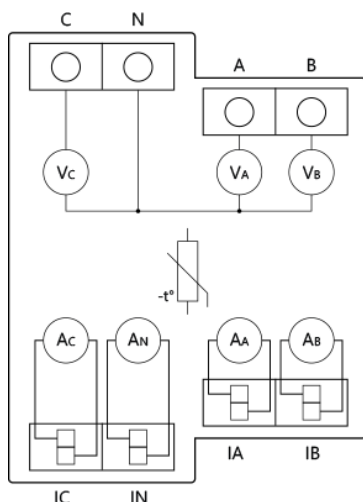 C N
A B
VC VA VB
-t°
AC AN AA AB
IA IB
IC IN